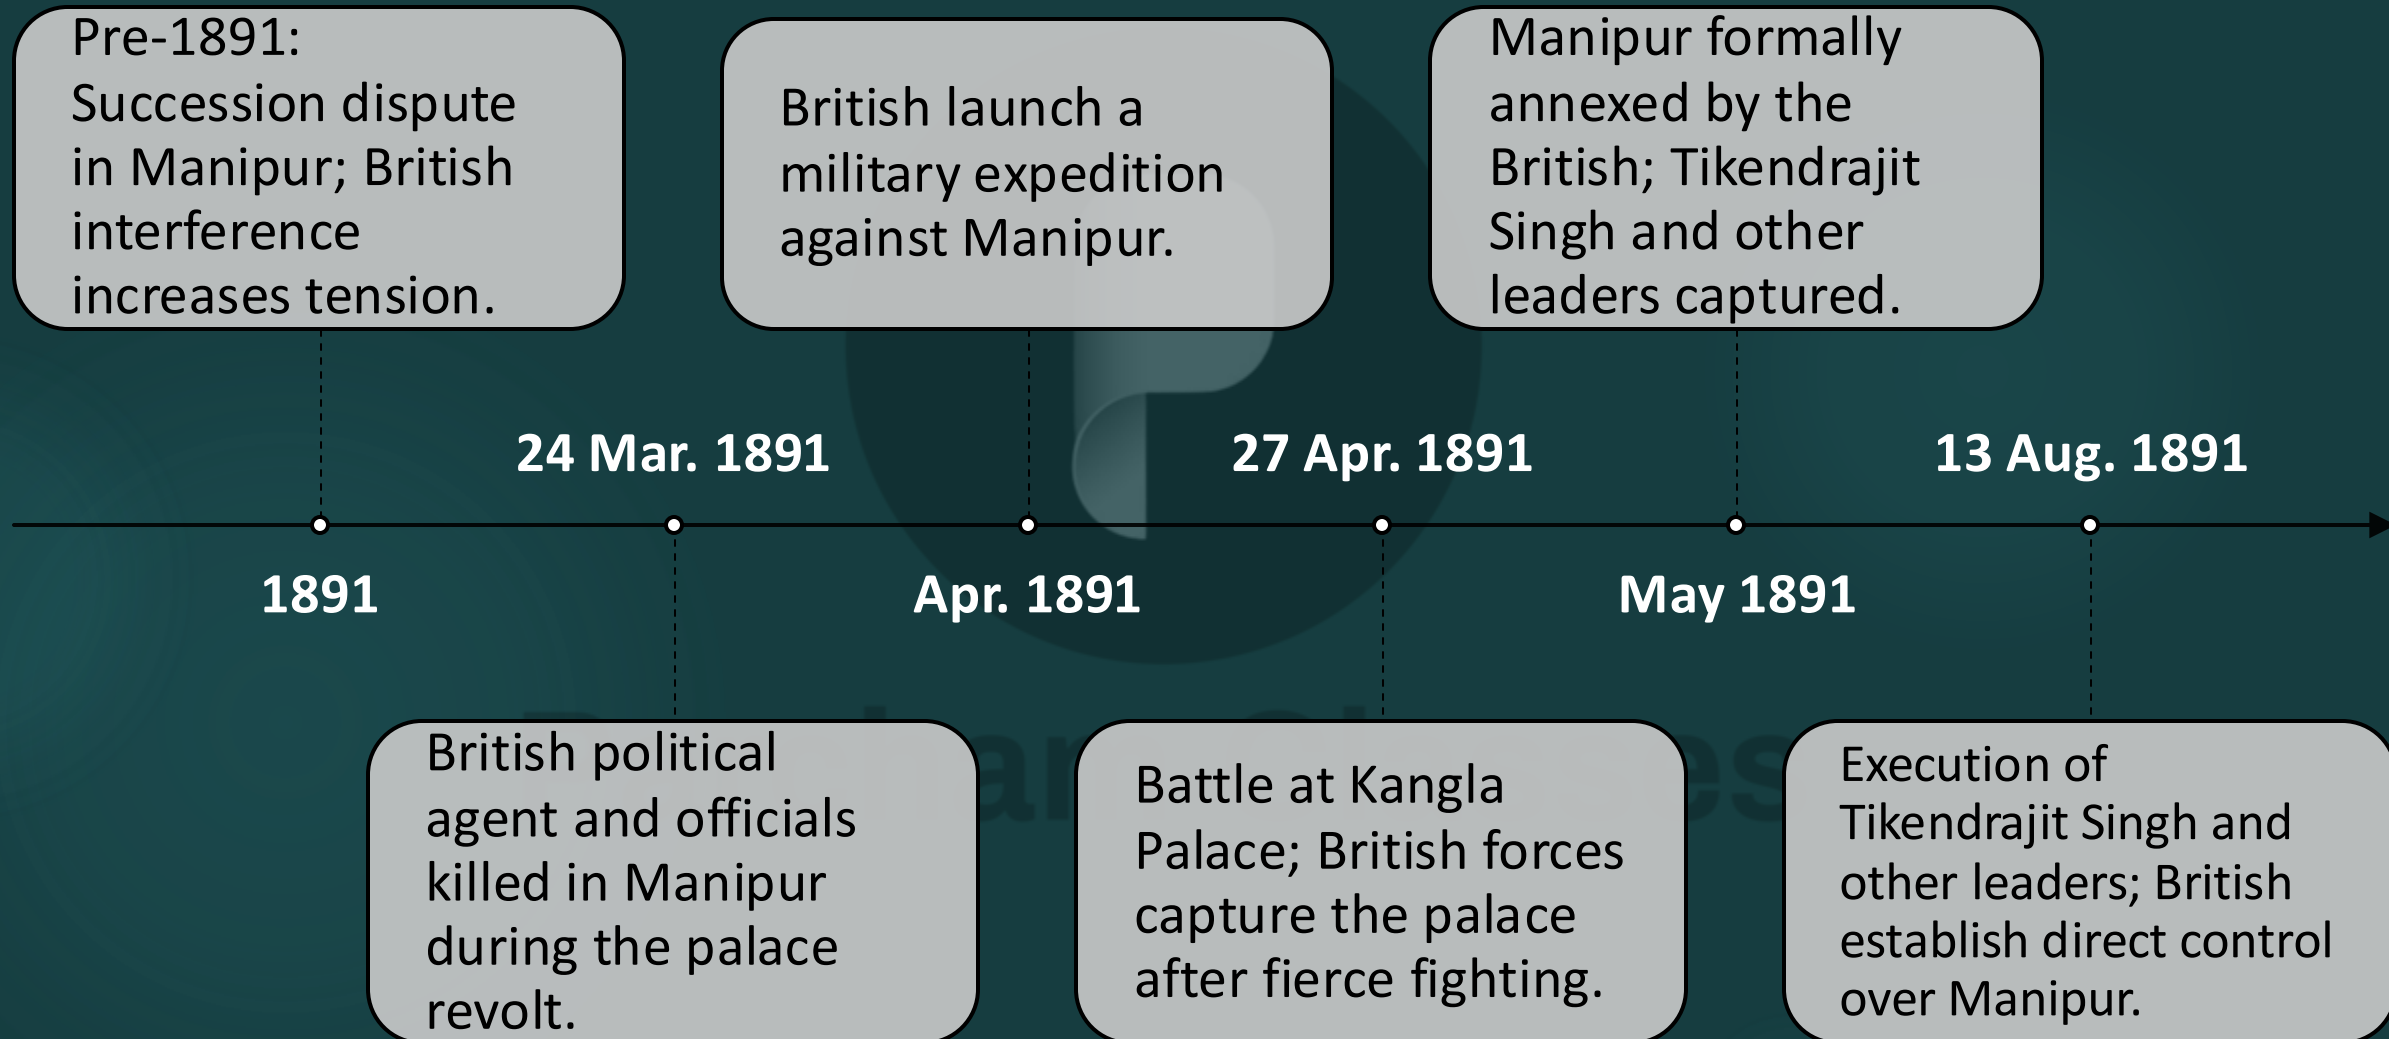 Pre-1891:
Succession dispute
in Manipur; British
interference
increases tension.
British launch a
military expedition
against Manipur.
Manipur formally
annexed by the
British; Tikendrajit
Singh and other
leaders captured.
24 Mar. 1891
27 Apr. 1891
13 Aug. 1891
1891
Apr. 1891
May 1891
British political
agent and officials
killed in Manipur
during the palace
revolt.
Battle at Kangla
Palace; British forces
capture the palace
after fierce fighting.
Execution of
Tikendrajit Singh and
other leaders; British
establish direct control
over Manipur.